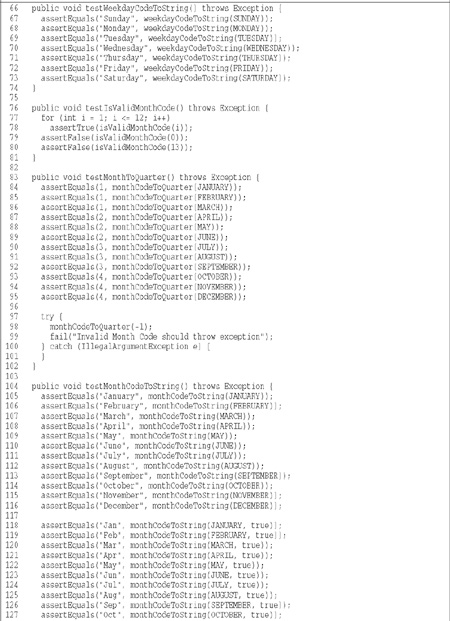 66 public void testWeekdayCodeToString() throws Exception {
67 assertEquals("Sunday", weekdayCodeToString(SUNDAY));
68 assertEquals("Monday", weekdayCodeToString(MONDAY));
69 assertEquals("Tuesday", weekdayCodeToString(TUESDAY));
70 assertEquals("Wednesday", weekdayCodeToString(WEDNESDAY));
71 assertEquals("Thursday", weekdayCodeToString(THURSDAY));
72 assertEquals("Friday", weekdayCodeToString(FRIDAY));
73 assertEquals("Saturday", weekdayCodeToString(SATURDAY));
74 }
75
76 public void testIsValidMonthCode() throws Exception {
77 for (int i = 1; i <= 12; i++)
78 assertTrue(isValidMonthCode(i));
79 assertFalse(isValidMonthCode(0));
80 assertFalse(isValidMonthCode(13));
81 }
82
83 public void testMonthToQuarter() throws Exception {
84 assertEquals(1, monthCodeToQuarter(JANUARY));
85 assertEquals(1, monthCodeToQuarter(FEBRUARY));
86 assertEquals(1, monthCodeToQuarter(MARCH));
87 assertEquals(2, monthCodeToQuarter(APRIL));
88 assertEquals(2, monthCodeToQuarter(MAY));
89 assertEquals(2, monthCodeToQuarter(JUNE));
90 assertEquals(3, monthCodeToQuarter(JULY));
91 assertEquals(3, monthCodeToQuarter(AUGUST));
92 assertEquals(3, monthCodeToQuarter(SEPTEMBER));
93 assertEquals(4, monthCodeToQuarter(OCTOBER));
94 assertEquals(4, monthCodeToQuarter(NOVEMBER));
95 assertEquals(4, monthCodeToQuarter(DECEMBER));
96
97 try {
98 monthCodeToQuarter(-1);
99 fail("Invalid Month Code should throw exception");
100 } catch (IllegalArgumentException e) {
101 }
102 }
103
104 public void testMonthCodeToString() throws Exception {
105 assertEquals("January", monthCodeToString(JANUARY));
106 assertEquals("February", monthCodeToString(FEBRUARY));
107 assertEquals("March", monthCodeToString(MARCH));
108 assertEquals("April", monthCodeToString(APRIL));
109 assertEquals("May", monthCodeToString(MAY));
110 assertEquals("June", monthCodeToString(JUNE));
111 assertEquals("July", monthCodeToString(JULY));
112 assertEquals("August", monthCodeToString(AUGUST));
113 assertEquals("September", monthCodeToString(SEPTEMBER));
114 assertEquals("October", monthCodeToString(OCTOBER));
115 assertEquals("November", monthCodeToString(NOVEMBER));
116 assertEquals("December", monthCodeToString(DECEMBER));
117
118 assertEquals("Jan", monthCodeToString(JANUARY, true));
119 assertEquals("Feb", monthCodeToString(FEBRUARY, true));
120 assertEquals("Mar", monthCodeToString(MARCH, true));
121 assertEquals("Apr", monthCodeToString(APRIL, true));
122 assertEquals("May", monthCodeToString(MAY, true));
123 assertEquals("Jun", monthCodeToString(JUNE, true));
124 assertEquals("Jul", monthCodeToString(JULY, true));
125 assertEquals("Aug", monthCodeToString(AUGUST, true));
126 assertEquals("Sep", monthCodeToString(SEPTEMBER, true));
127 assertEquals("Oct", monthCodeToString(OCTOBER, true));